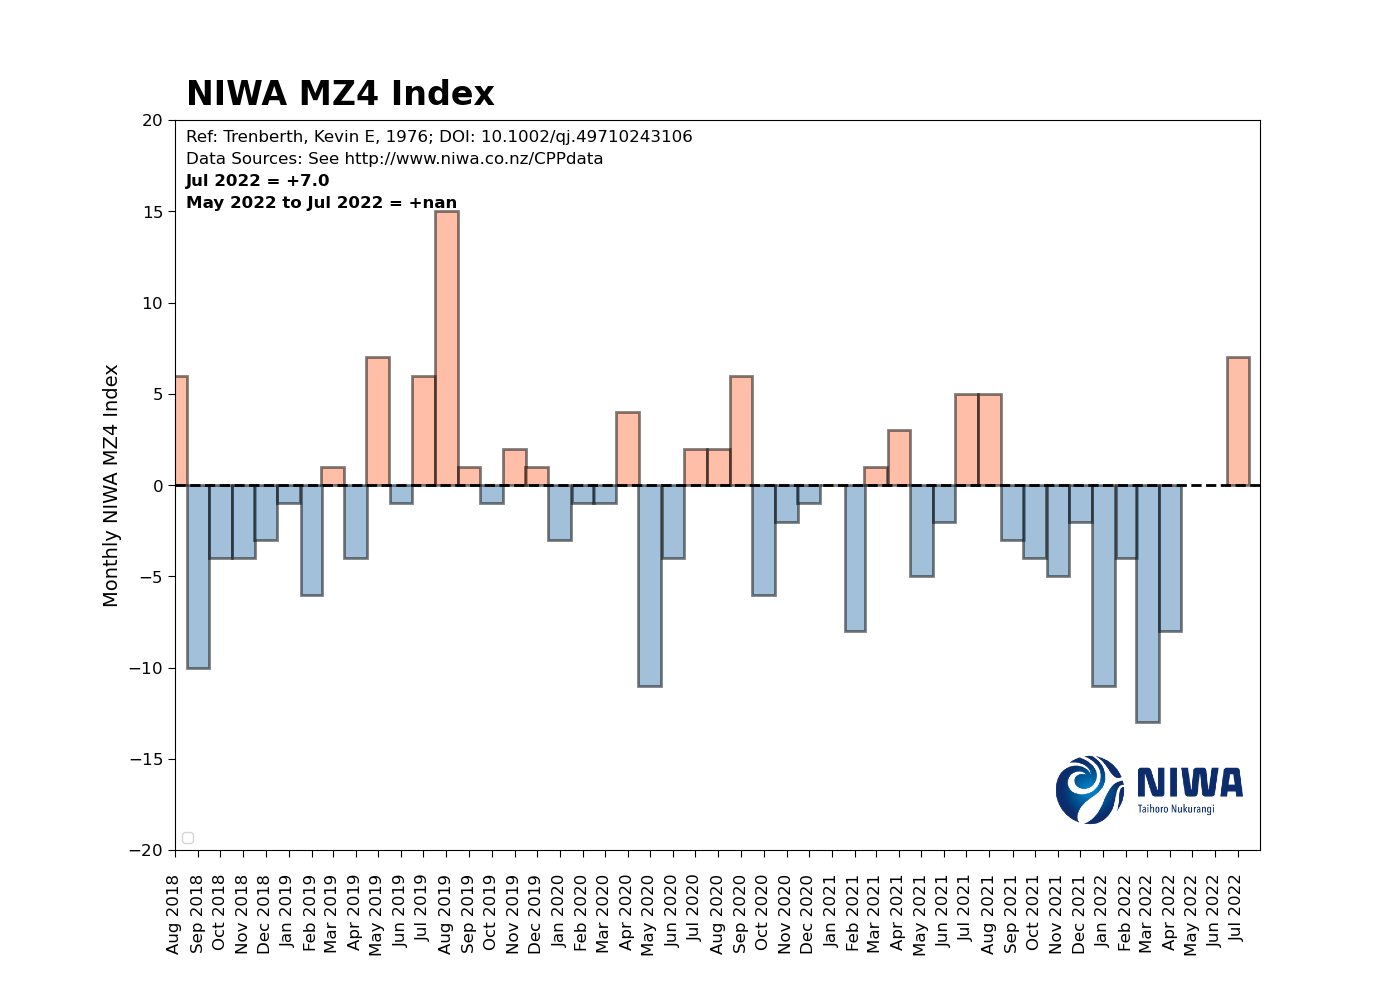 NIWA MZ4 Index
Ref: Trenberth, Kevin E, 1976; DOI: 10.1002/qj.49710243106
Data Sources: See http://www.niwa.co.nz/CPPdata
Jul 2022 = +7.0
May 2022 to Jul 2022 = +nan
20
15
10
5
0
−5
−10
−15
−20
Monthly NIWA MZ4 Index
NIWA
Taihoro Nukurangi
Aug 2018
Sep 2018
Oct 2018
Nov 2018
Dec 2018
Jan 2019
Feb 2019
Mar 2019
Apr 2019
May 2019
Jun 2019
Jul 2019
Aug 2019
Sep 2019
Oct 2019
Nov 2019
Dec 2019
Jan 2020
Feb 2020
Mar 2020
Apr 2020
May 2020
Jun 2020
Jul 2020
Aug 2020
Sep 2020
Oct 2020
Nov 2020
Dec 2020
Jan 2021
Feb 2021
Mar 2021
Apr 2021
May 2021
Jun 2021
Jul 2021
Aug 2021
Sep 2021
Oct 2021
Nov 2021
Dec 2021
Jan 2022
Feb 2022
Mar 2022
Apr 2022
May 2022
Jun 2022
Jul 2022